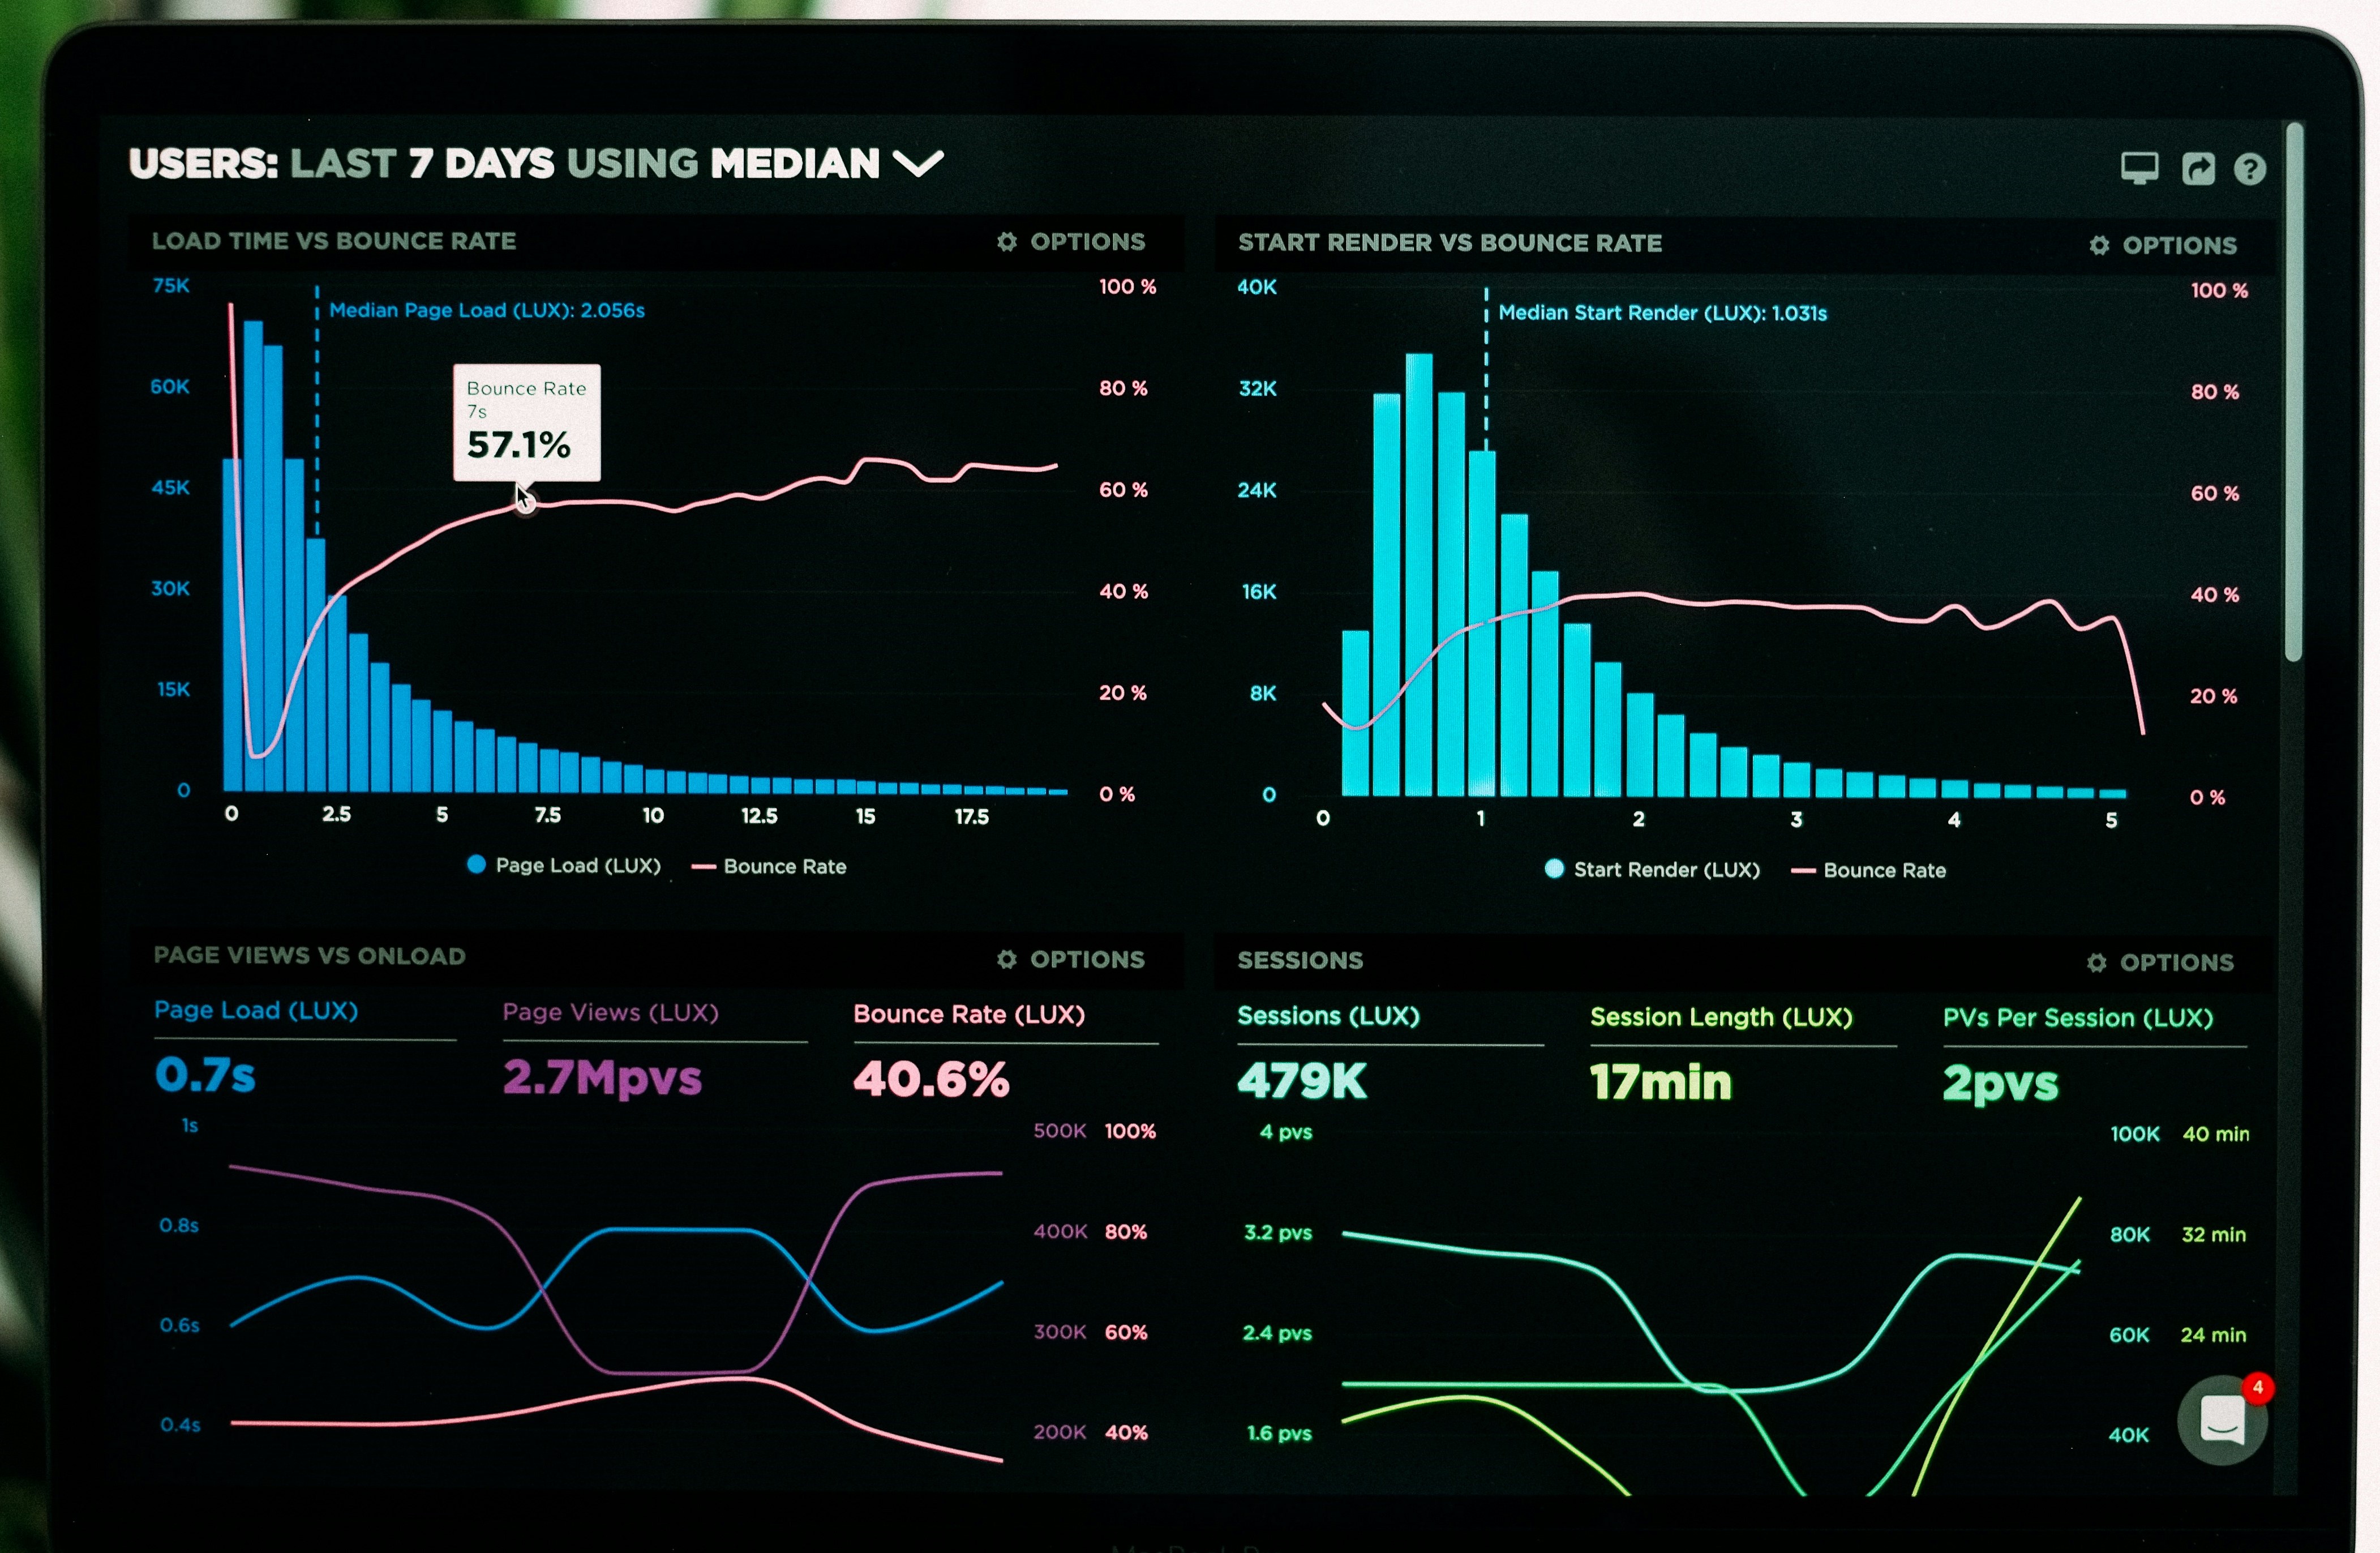 USERS: LAST 7 DAYS USING MEDIAN
LOAD TIME VS BOUNCE RATE
OPTIONS
75K
60K
45K
30K
15K
0
Median Page Load (LUX): 2.056s
Bounce Rate
7s
57.1%
100 %
80 %
60 %
40 %
20 %
0 %
0 2.5 5 7.5 10 12.5 15 17.5
Page Load (LUX) Bounce Rate
START RENDER VS BOUNCE RATE
OPTIONS
40K
32K
24K
16K
8K
0
Median Start Render (LUX): 1.031s
100 %
80 %
60 %
40 %
20 %
0 %
0 1 2 3 4 5
Start Render (LUX) Bounce Rate
PAGE VIEWS VS ONLOAD
OPTIONS
Page Load (LUX) Page Views (LUX) Bounce Rate (LUX)
0.7s 2.7Mpvs 40.6%
1s
0.8s
0.6s
0.4s
500K 100%
400K 80%
300K 60%
200K 40%
SESSIONS
OPTIONS
Sessions (LUX) Session Length (LUX) PVs Per Session (LUX)
479K 17min 2pvs
4 pvs
3.2 pvs
2.4 pvs
1.6 pvs
100K 40 min
80K 32 min
60K 24 min
40K
4